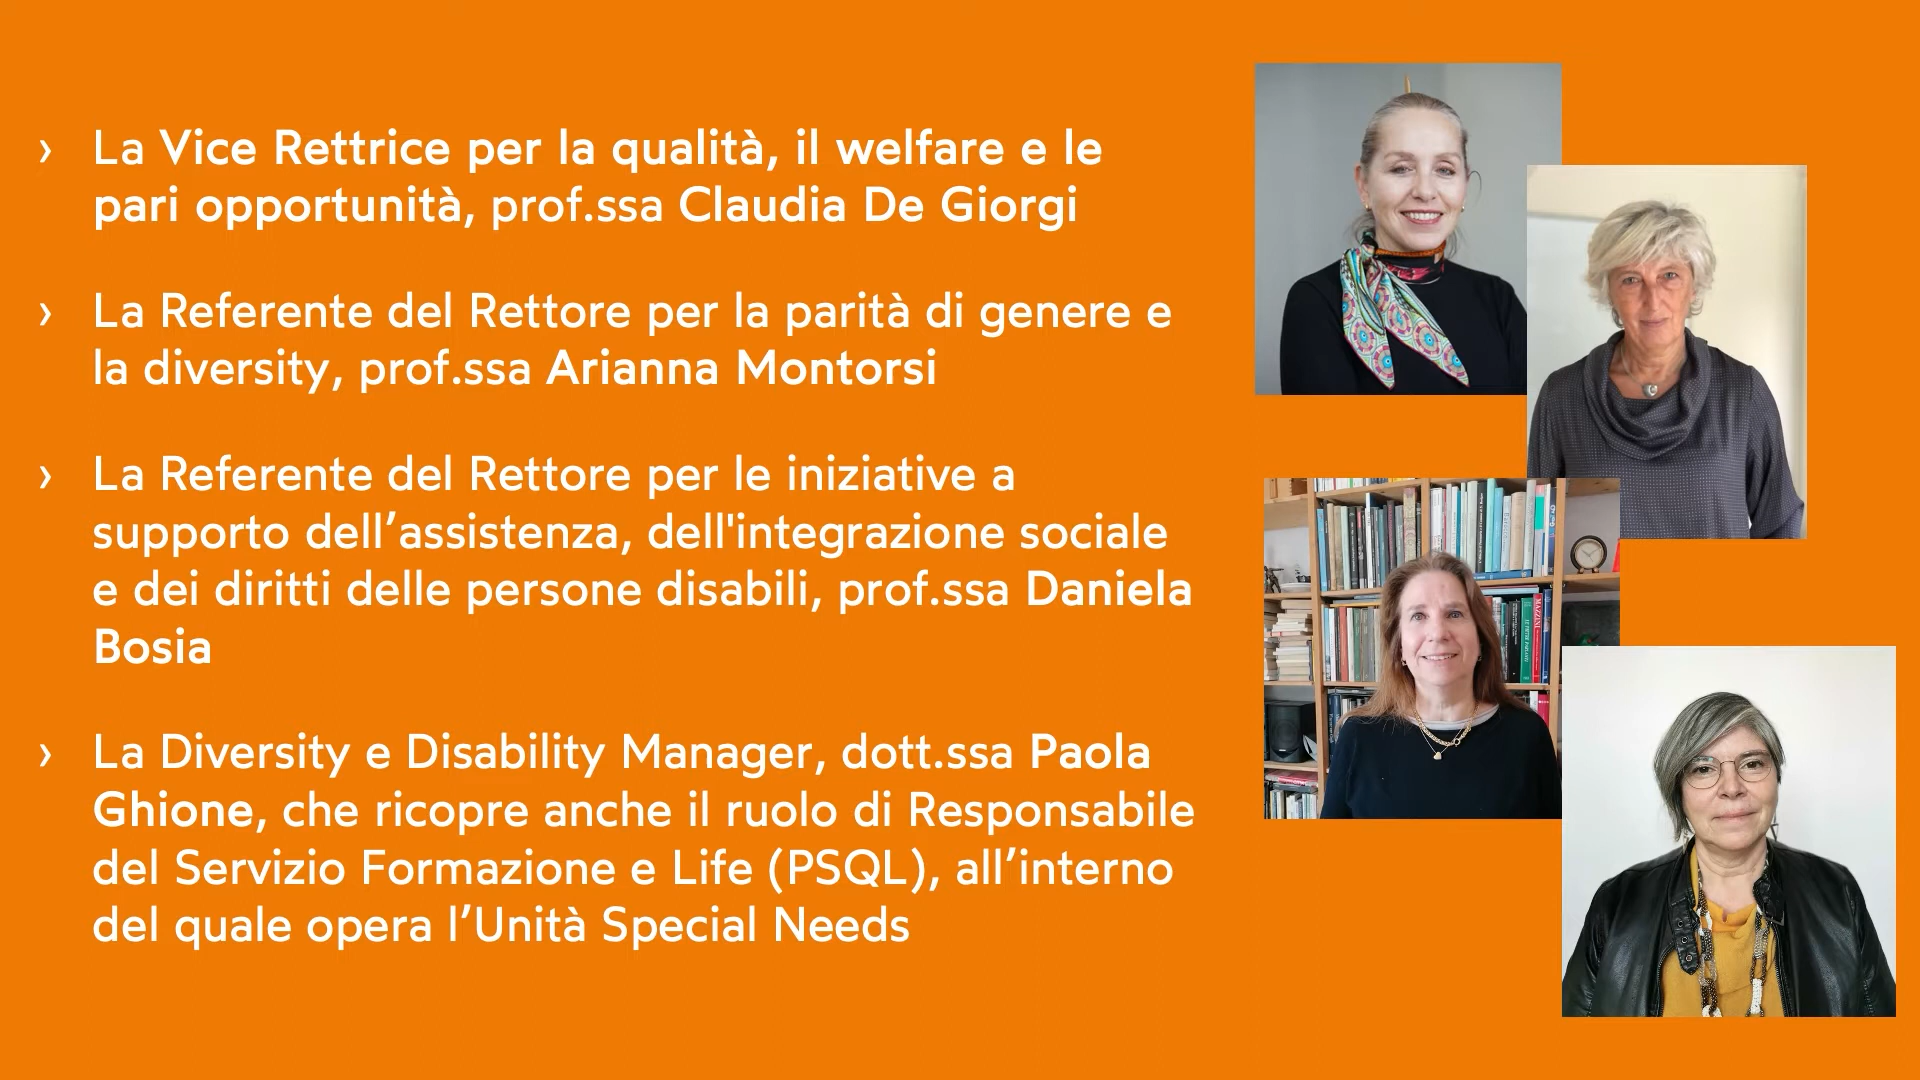 › La Vice Rettrice per la qualità, il welfare e le
pari opportunità, prof.ssa Claudia De Giorgi
› La Referente del Rettore per la parità di genere e
la diversity, prof.ssa Arianna Montorsi
› La Referente del Rettore per le iniziative a
supporto dell’assistenza, dell'integrazione sociale
e dei diritti delle persone disabili, prof.ssa Daniela
Bosia
› La Diversity e Disability Manager, dott.ssa Paola
Ghione, che ricopre anche il ruolo di Responsabile
del Servizio Formazione e Life (PSQL), all’interno
del quale opera l’Unità Special Needs